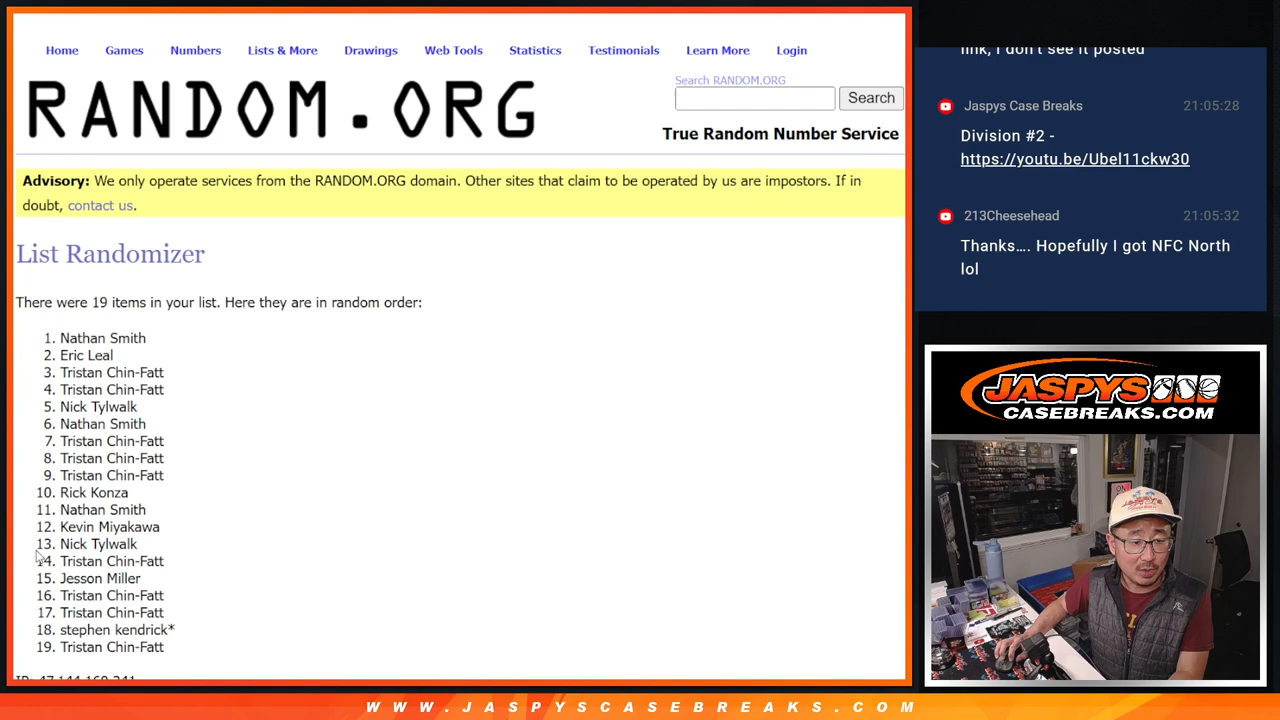 Home Games Numbers Lists & More Drawings Web Tools Statistics Testimonials Learn More Login
Search RANDOM.ORG
RANDOM.ORG
Search
True Random Number Service
Advisory: We only operate services from the RANDOM.ORG domain. Other sites that claim to be operated by us are impostors. If in
doubt, contact us.
List Randomizer
There were 19 items in your list. Here they are in random order:
1. Nathan Smith
2. Eric Leal
3. Tristan Chin-Fatt
4. Tristan Chin-Fatt
5. Nick Tylwalk
6. Nathan Smith
7. Tristan Chin-Fatt
8. Tristan Chin-Fatt
9. Tristan Chin-Fatt
10. Rick Konza
11. Nathan Smith
12. Kevin Miyakawa
13. Nick Tylwalk
14. Tristan Chin-Fatt
15. Jesson Miller
16. Tristan Chin-Fatt
17. Tristan Chin-Fatt
18. stephen kendrick*
19. Tristan Chin-Fatt
link, I don't see it posted
Jaspys Case Breaks 21:05:28
Division #2 -
https://youtu.be/Ubel11ckw30
213Cheesehead 21:05:32
Thanks…. Hopefully I got NFC North
lol
JASPYS
CASEBREAKS.COM
WWW.JASPYSCASEBREAKS.COM